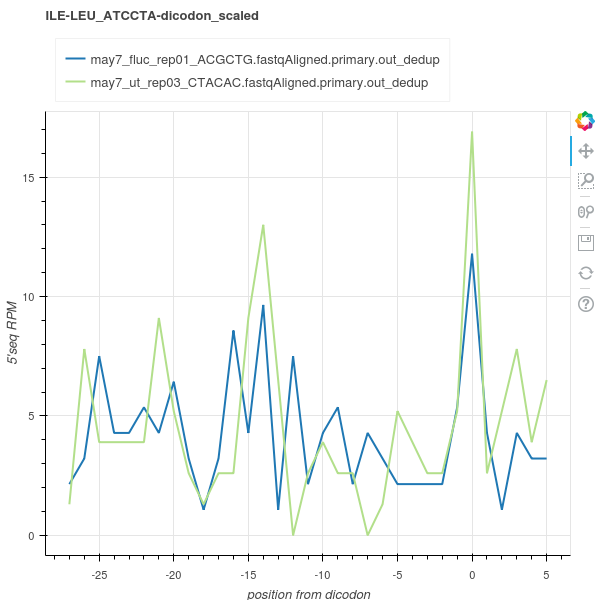 ILE-LEU_ATCCTA-dicodon_scaled
may7_fluc_rep01_ACGCTG.fastqAligned.primary.out_dedup
may7_ut_rep03_CTACAC.fastqAligned.primary.out_dedup
15
10
5
0
5'seq RPM
-25 -20 -15 -10 -5 0 5
position from dicodon